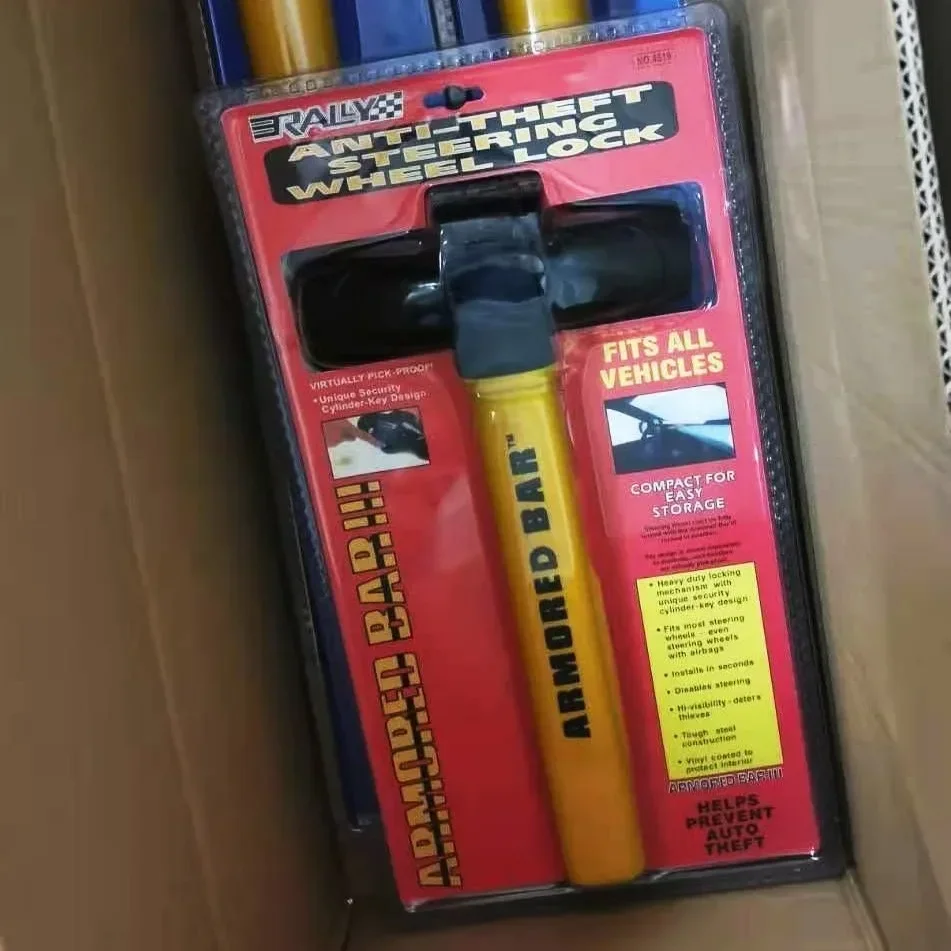 NO.4519
RALLY
ANTI-THEFT
STEERING
WHEEL LOCK
VIRTUALLY PICK-PROOF
• Unique Security
Cylinder-Key Design
FITS ALL
VEHICLES
COMPACT FOR
EASY
STORAGE
ARMORED BAR!!!
ARMORED BAR™
• Heavy duty locking
mechanism with
unique security
cylinder-key design
• Fits most steering
wheels - even
steering wheels
with airbags
• Installs in seconds
• Disables steering
• Hi-visibility-deters
thieves
• Tough steel
construction
• Vinyl coated to
protect interior
ARMORED BAR!!!
HELPS
PREVENT
AUTO
THEFT